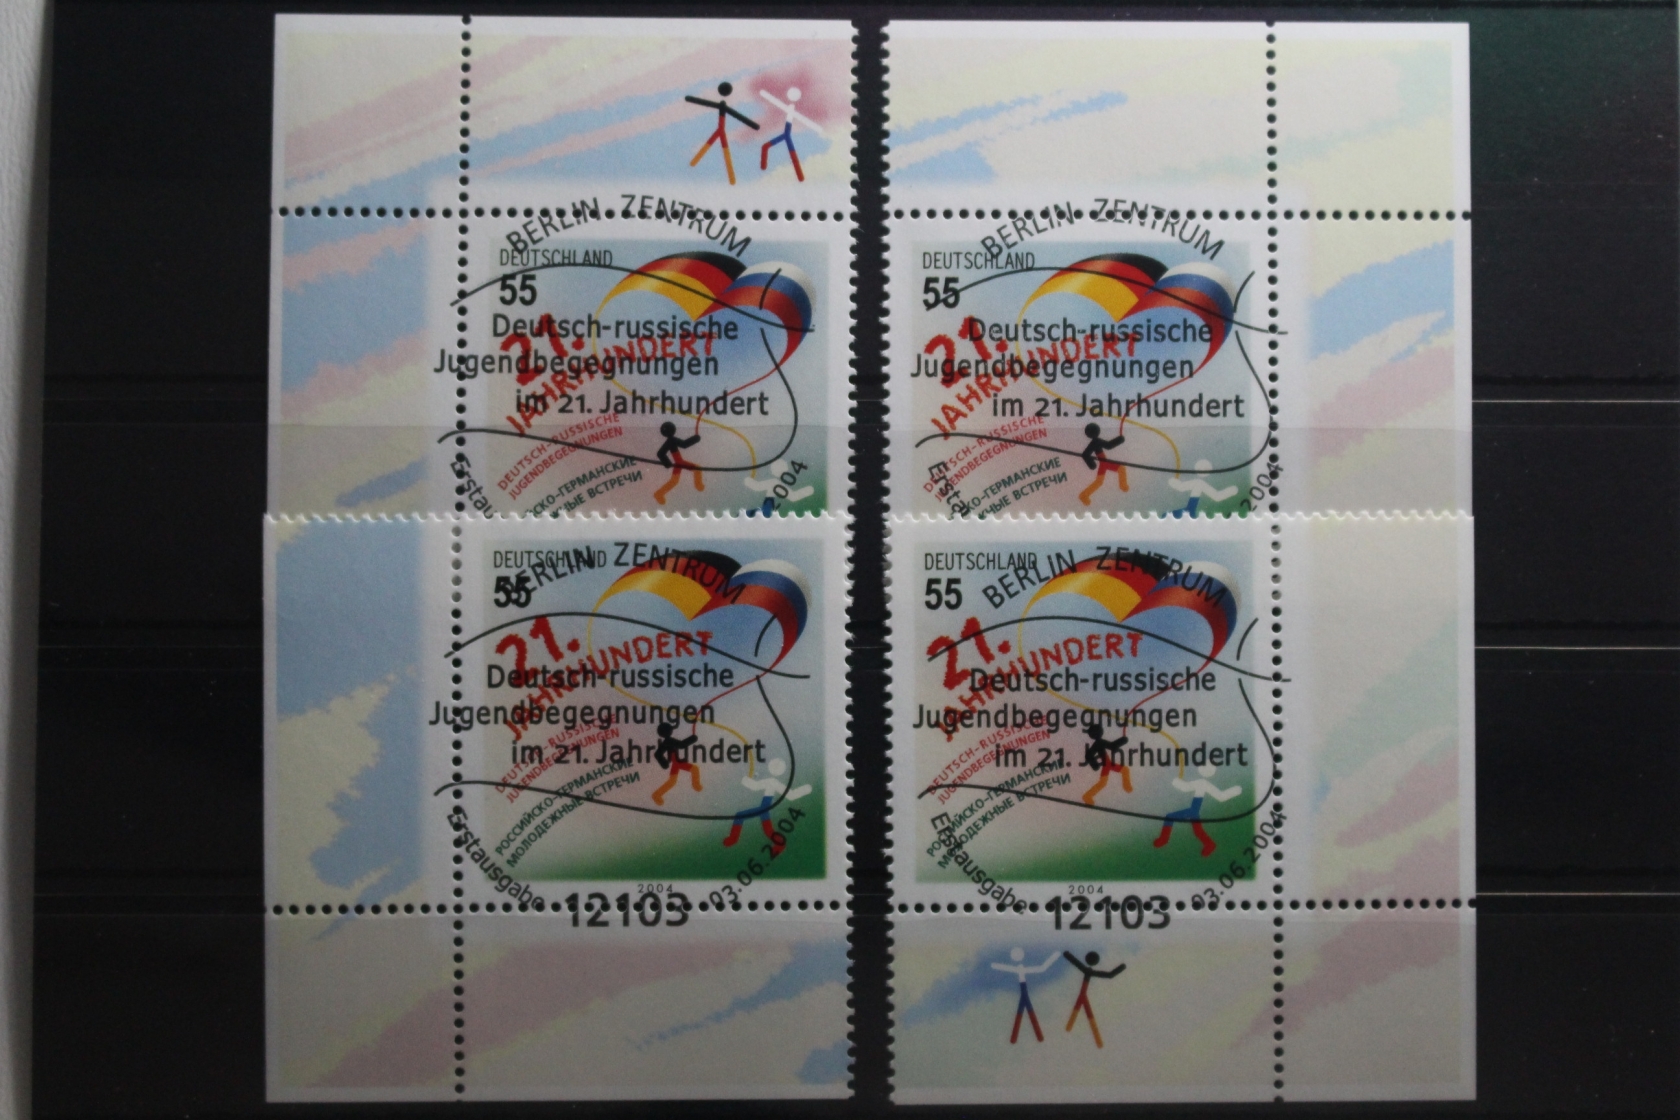 BERLIN ZENTRUM
DEUTSCHLAND
55
Deutsch-russische
21.
JAHRHUNDERT
Jugendbegegnungen
im 21. Jahrhundert
DEUTSCH-RUSSISCHE
JUGENDBEGEGNUNGEN
-ГЕРМАНСКИЕ
ВСТРЕЧИ
2004
BERLIN ZENTRUM
DEUTSCHLAND
55
Deutsch-russische
21.
JAHRHUNDERT
Jugendbegegnungen
im 21. Jahrhundert
DEUTSCH-RUSSISCHE
JUGENDBEGEGNUNGEN
-ГЕРМАНСКИЕ
ВСТРЕЧИ
2004
DEUTSCHLAND
BERLIN ZENTRUM
55
21.
JAHRHUNDERT
Deutsch-russische
Jugendbegegnungen
im 21. Jahrhundert
DEUTSCH-RUSSISCHE
JUGENDBEGEGNUNGEN
РОССИЙСКО-ГЕРМАНСКИЕ
МОЛОДЕЖНЫЕ ВСТРЕЧИ
Erstausgabe
2004
12103
03.06.2004
DEUTSCHLAND
BERLIN ZENTRUM
55
21.
JAHRHUNDERT
Deutsch-russische
Jugendbegegnungen
im 21. Jahrhundert
DEUTSCH-RUSSISCHE
JUGENDBEGEGNUNGEN
РОССИЙСКО-ГЕРМАНСКИЕ
МОЛОДЕЖНЫЕ ВСТРЕЧИ
Erstausgabe
2004
12103
03.06.2004